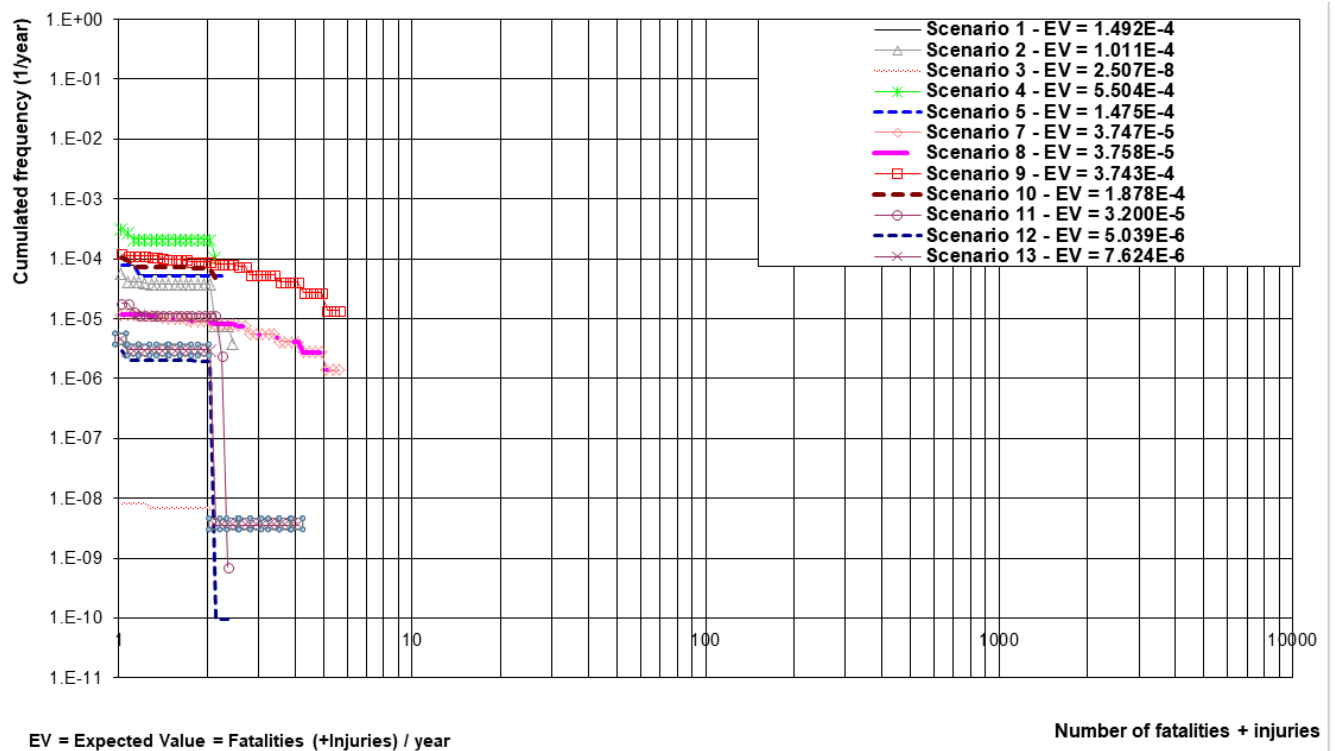 Cumulated frequency (1/year)
1.E+00
1.E-01
1.E-02
1.E-03
1.E-04
1.E-05
1.E-06
1.E-07
1.E-08
1.E-09
1.E-10
1.E-11
Scenario 1 - EV = 1.492E-4
Scenario 2 - EV = 1.011E-4
Scenario 3 - EV = 2.507E-8
Scenario 4 - EV = 5.504E-4
Scenario 5 - EV = 1.475E-4
Scenario 7 - EV = 3.747E-5
Scenario 8 - EV = 3.758E-5
Scenario 9 - EV = 3.743E-4
Scenario 10 - EV = 1.878E-4
Scenario 11 - EV = 3.200E-5
Scenario 12 - EV = 5.039E-6
Scenario 13 - EV = 7.624E-6
1 10 100 1000 10000
Number of fatalities + injuries
EV = Expected Value = Fatalities (+Injuries) / year